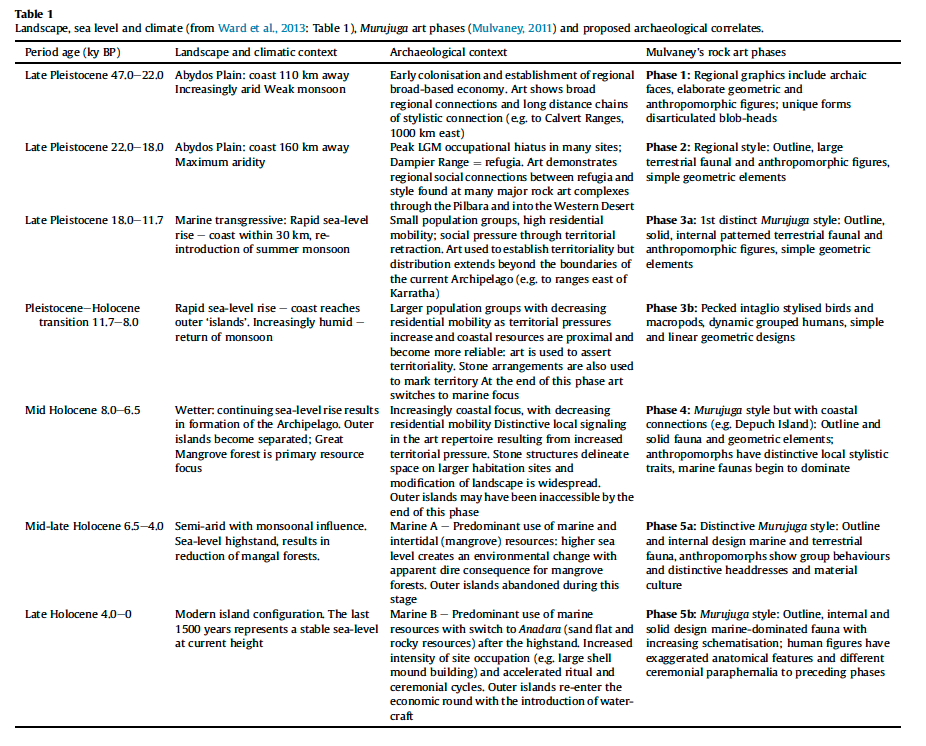 Table 1
Landscape, sea level and climate (from Ward et al., 2013: Table 1), Murujuga art phases (Mulvaney, 2011) and proposed archaeological correlates.
Period age (ky BP) Landscape and climatic context Archaeological context Mulvaney's rock art phases
Late Pleistocene 47.0–22.0 Abydos Plain: coast 110 km away Early colonisation and establishment of regional Phase 1: Regional graphics include archaic
Increasingly arid Weak monsoon broad-based economy. Art shows broad faces, elaborate geometric and
regional connections and long distance chains anthropomorphic figures; unique forms
of stylistic connection (e.g. to Calvert Ranges, disarticulated blob-heads
1000 km east)
Late Pleistocene 22.0–18.0 Abydos Plain: coast 160 km away Peak LGM occupational hiatus in many sites; Phase 2: Regional style: Outline, large
Maximum aridity Dampier Range = refugia. Art demonstrates terrestrial faunal and anthropomorphic figures,
regional social connections between refugia and simple geometric elements
style found at many major rock art complexes
through the Pilbara and into the Western Desert
Late Pleistocene 18.0–11.7 Marine transgressive: Rapid sea-level Small population groups, high residential Phase 3a: 1st distinct Murujuga style: Outline,
rise – coast within 30 km, re- mobility; social pressure through territorial solid, internal patterned terrestrial faunal and
introduction of summer monsoon retraction. Art used to establish territoriality but anthropomorphic figures, simple geometric
distribution extends beyond the boundaries of elements
the current Archipelago (e.g. to ranges east of
Karratha)
Pleistocene–Holocene Rapid sea-level rise – coast reaches Larger population groups with decreasing Phase 3b: Pecked intaglio stylised birds and
transition 11.7–8.0 outer 'islands'. Increasingly humid – residential mobility as territorial pressures macropods, dynamic grouped humans, simple
return of monsoon increase and coastal resources are proximal and and linear geometric designs
become more reliable: art is used to assert
territoriality. Stone arrangements are also used
to mark territory At the end of this phase art
switches to marine focus
Mid Holocene 8.0–6.5 Wetter: continuing sea-level rise results Increasingly coastal focus, with decreasing Phase 4: Murujuga style but with coastal
in formation of the Archipelago. Outer residential mobility Distinctive local signaling connections (e.g. Depuch Island): Outline and
islands become separated; Great in the art repertoire resulting from increased solid fauna and geometric elements;
Mangrove forest is primary resource territorial pressure. Stone structures delineate anthropomorphs have distinctive local stylistic
focus space on larger habitation sites and traits, marine faunas begin to dominate
modification of landscape is widespread.
Outer islands may have been inaccessible by the
end of this phase
Mid-late Holocene 6.5–4.0 Semi-arid with monsoonal influence. Marine A – Predominant use of marine and Phase 5a: Distinctive Murujuga style: Outline
Sea-level highstand, results in intertidal (mangrove) resources: higher sea and internal design marine and terrestrial
reduction of mangal forests. level creates an environmental change with fauna, anthropomorphs show group behaviours
apparent dire consequence for mangrove and distinctive headdresses and material
forests. Outer islands abandoned during this culture
stage
Late Holocene 4.0–0 Modern island configuration. The last Marine B – Predominant use of marine Phase 5b: Murujuga style: Outline, internal and
1500 years represents a stable sea-level resources with switch to Anadara (sand flat and solid design marine-dominated fauna with
at current height rocky resources) after the highstand. Increased increasing schematisation; human figures have
intensity of site occupation (e.g. large shell exaggerated anatomical features and different
mound building) and accelerated ritual and ceremonial paraphernalia to preceding phases
ceremonial cycles. Outer islands re-enter the
economic round with the introduction of water-
craft